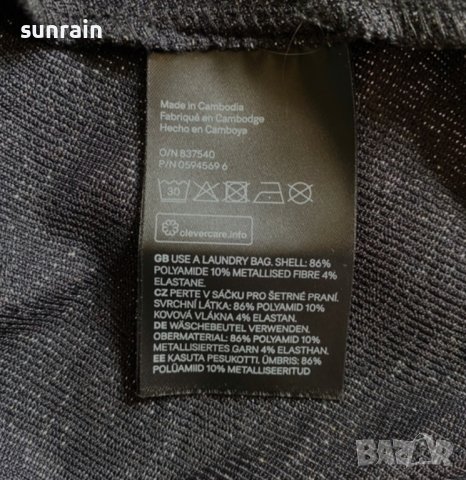 sunrain
Made in Cambodia
Fabriqué en Cambodge
Hecho en Camboya
O/N 837540
P/N 0594569 6
30
clevercare.info
GB USE A LAUNDRY BAG. SHELL: 86%
POLYAMIDE 10% METALLISED FIBRE 4%
ELASTANE.
CZ PERTE V SÁČKU PRO ŠETRNÉ PRANÍ.
SVRCHNÍ LÁTKA: 86% POLYAMID 10%
KOVOVÁ VLÁKNA 4% ELASTAN.
DE WÄSCHEBEUTEL VERWENDEN.
OBERMATERIAL: 86% POLYAMID 10%
METALLISIERTES GARN 4% ELASTHAN.
EE KASUTA PESUKOTTI. ÜMBRIS: 86%
POLÜAMIID 10% METALLISEERITUD
BAZAR